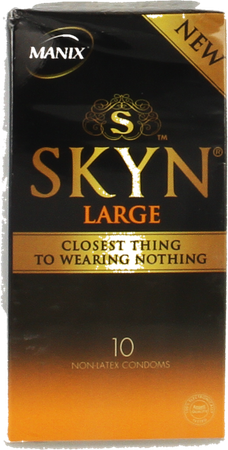 MANIX
NEW
S
™
SKYN®
LARGE
CLOSEST THING
TO WEARING NOTHING
10
NON-LATEX CONDOMS